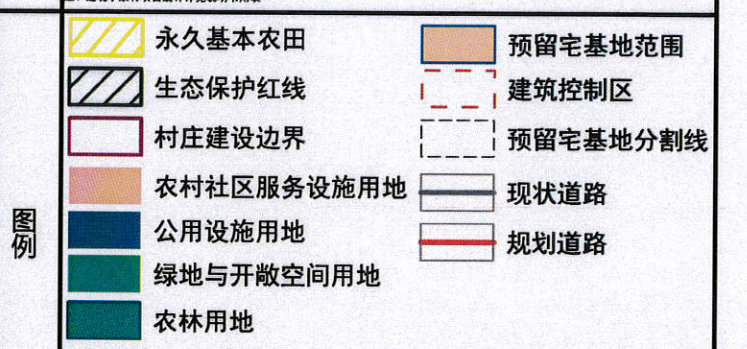 图例
永久基本农田
生态保护红线
村庄建设边界
农村社区服务设施用地
公用设施用地
绿地与开敞空间用地
农林用地
预留宅基地范围
建筑控制区
预留宅基地分割线
现状道路
规划道路